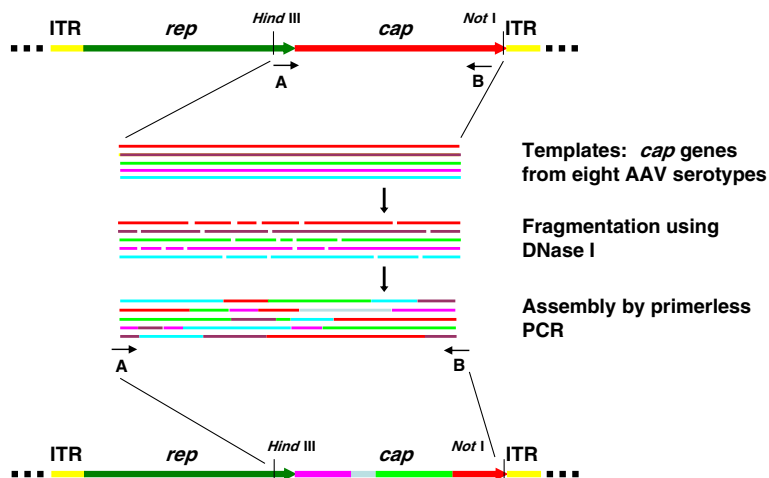 ITR rep Hind III cap Not I ITR
A B
Templates: cap genes
from eight AAV serotypes
Fragmentation using
DNase I
Assembly by primerless
PCR
A B
ITR rep Hind III cap Not I ITR